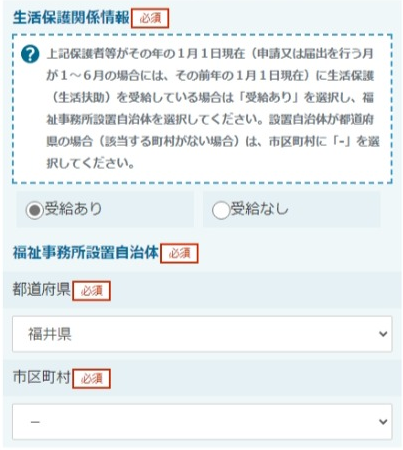 生活保護関係情報 必須
? 上記保護者等がその年の１月１日現在（申請又は届出を行う月
が１～６月の場合には、その前年の１月１日現在）に生活保護
（生活扶助）を受給している場合は「受給あり」を選択し、福
祉事務所設置自治体を選択してください。設置自治体が都道府
県の場合（該当する町村がない場合）は、市区町村に「-」を選
択してください。
受給あり 受給なし
福祉事務所設置自治体 必須
都道府県 必須
福井県
市区町村 必須
－